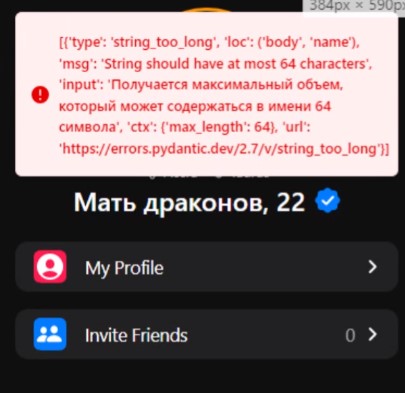 384px × 590p
[{'type': 'string_too_long', 'loc': ('body', 'name'),
'msg': 'String should have at most 64 characters',
'input': 'Получается максимальный объем,
который может содержаться в имени 64
символа', 'ctx': {'max_length': 64}, 'url':
'https://errors.pydantic.dev/2.7/v/string_too_long'}]
Мать драконов, 22
My Profile
Invite Friends 0